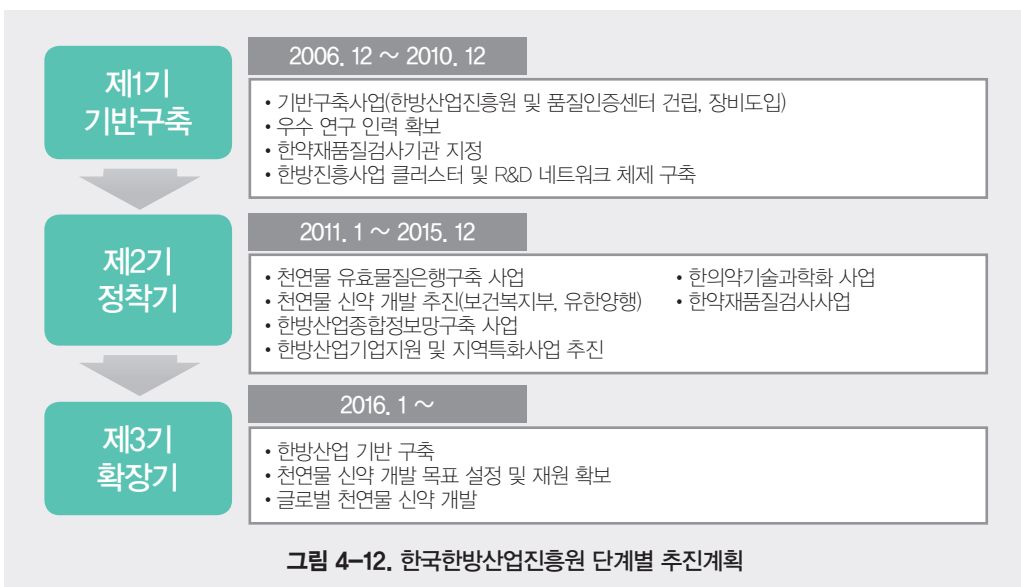 제1기
기반구축
2006. 12 ～ 2010. 12
• 기반구축사업(한방산업진흥원 및 품질인증센터 건립, 장비도입)
• 우수 연구 인력 확보
• 한약재품질검사기관 지정
• 한방진흥사업 클러스터 및 R&D 네트워크 체제 구축
제2기
정착기
2011. 1 ～ 2015. 12
• 천연물 유효물질은행구축 사업
• 천연물 신약 개발 추진(보건복지부, 유한양행)
• 한방산업종합정보망구축 사업
• 한방산업기업지원 및 지역특화사업 추진
• 한의약기술과학화 사업
• 한약재품질검사사업
제3기
확장기
2016. 1 ～
• 한방산업 기반 구축
• 천연물 신약 개발 목표 설정 및 재원 확보
• 글로벌 천연물 신약 개발
그림 4-12. 한국한방산업진흥원 단계별 추진계획